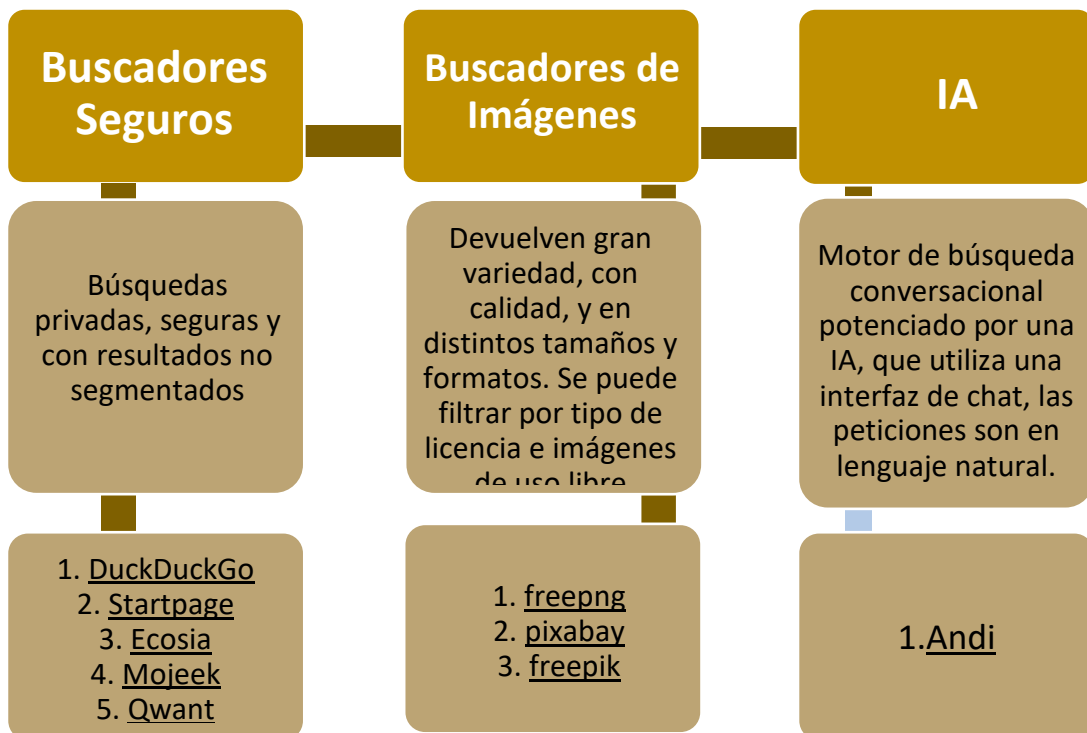 Buscadores
Seguros
Búsquedas
privadas, seguras y
con resultados no
segmentados
1. DuckDuckGo
2. Startpage
3. Ecosia
4. Mojeek
5. Qwant
Buscadores de
Imágenes
Devuelven gran
variedad, con
calidad, y en
distintos tamaños y
formatos. Se puede
filtrar por tipo de
licencia e imágenes
de uso libre
1. freepng
2. pixabay
3. freepik
IA
Motor de búsqueda
conversacional
potenciado por una
IA, que utiliza una
interfaz de chat, las
peticiones son en
lenguaje natural.
1.Andi